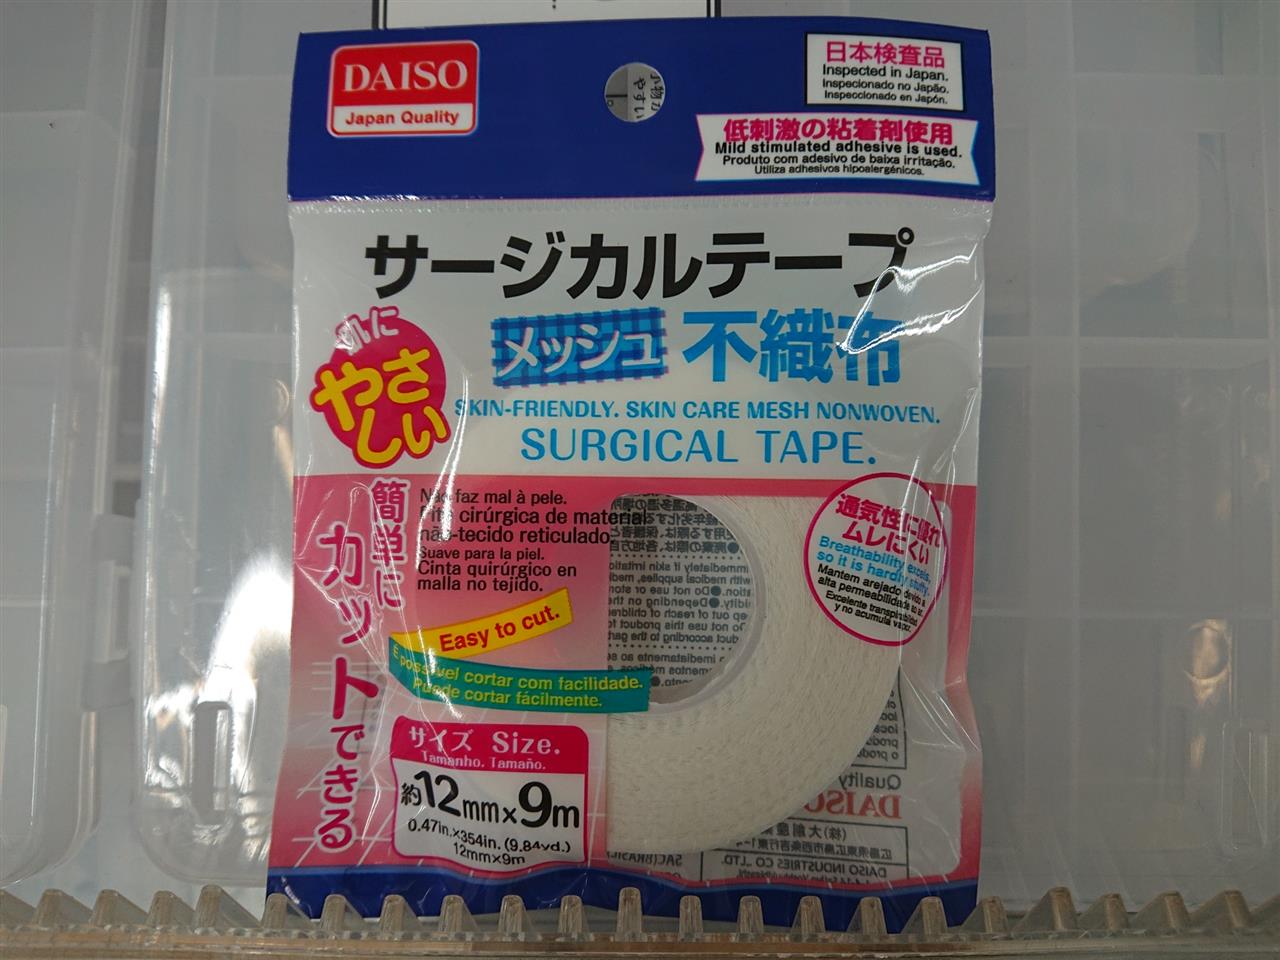 DAISO
Japan Quality
日本検査品
Inspected in Japan.
Inspecionado no Japão.
Inspeccionado en Japón.
低刺激の粘着剤使用
Mild stimulated adhesive is used.
Produto com adesivo de baixa irritação.
Utiliza adhesivos hipoalergénicos.
サージカルテープ
メッシュ 不織布
肌に
やさしい
SKIN-FRIENDLY. SKIN CARE MESH NONWOVEN.
SURGICAL TAPE.
簡単に
カットできる
Não faz mal à pele.
Fita cirúrgica de material
não-tecido reticulado.
Suave para la piel.
Cinta quirúrgico en
malla no tejido.
通気性に優れ
ムレにくい
Breathability excels,
so it is hardly stuffy.
Mantem arejado devido a
alta permeabilidade ao ar.
Excelente transpirabilidad
y no acumula vapor.
Easy to cut.
É possível cortar com facilidade.
Puede cortar fácilmente.
サイズ Size.
Tamanho. Tamaño.
約12mm×9m
0.47in.×354in. (9.84yd.)
12mm×9m
Quality
DAISO
(株)大創産
DAISO INDUSTRIES CO.,LTD.